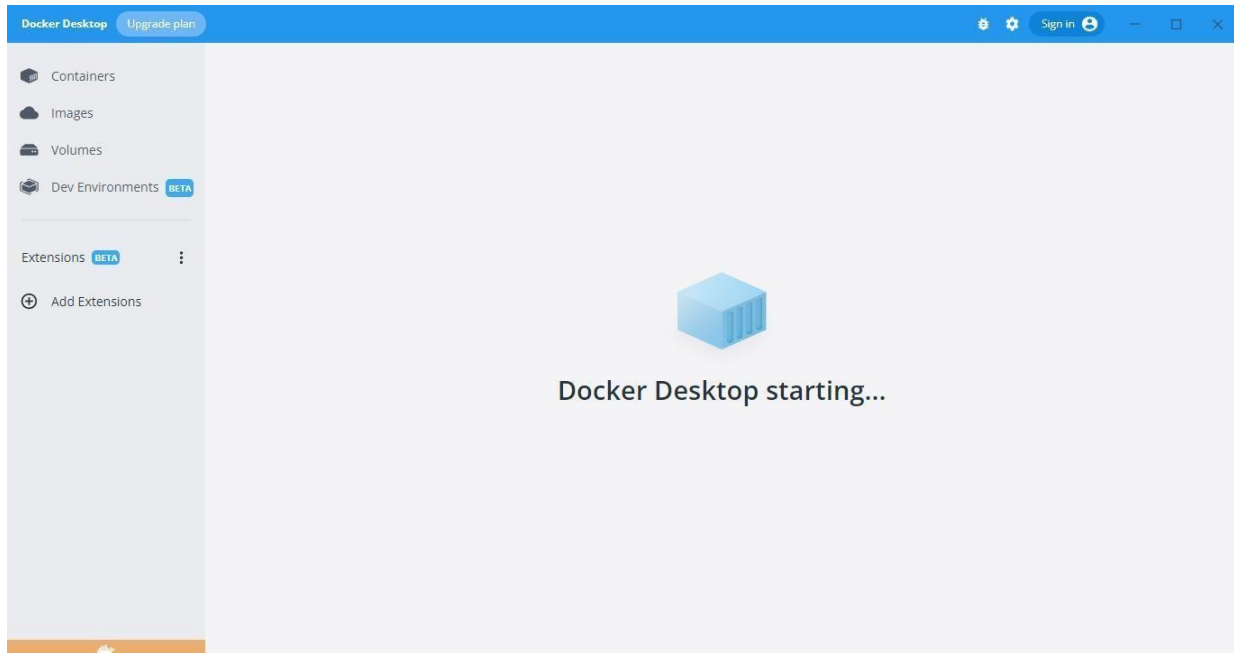 Docker Desktop Upgrade plan Sign in
Containers
Images
Volumes
Dev Environments BETA
Extensions BETA
Add Extensions
Docker Desktop starting...